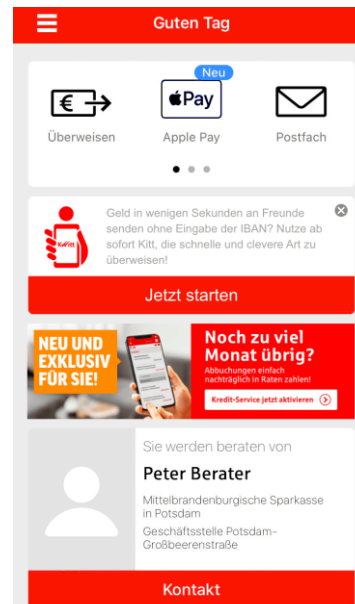 Guten Tag
Neu
Pay
Überweisen
Apple Pay
Postfach
Geld in wenigen Sekunden an Freunde
senden ohne Eingabe der IBAN? Nutze ab
sofort Kitt, die schnelle und clevere Art zu
überweisen!
Jetzt starten
NEU UND
EXKLUSIV
FÜR SIE!
Noch zu viel
Monat übrig?
Abbuchungen einfach
nachträglich in Raten zahlen!
Kredit-Service jetzt aktivieren
Sie werden beraten von
Peter Berater
Mittelbrandenburgische Sparkasse
in Potsdam
Geschäftsstelle Potsdam-
Großbeerenstraße
Kontakt